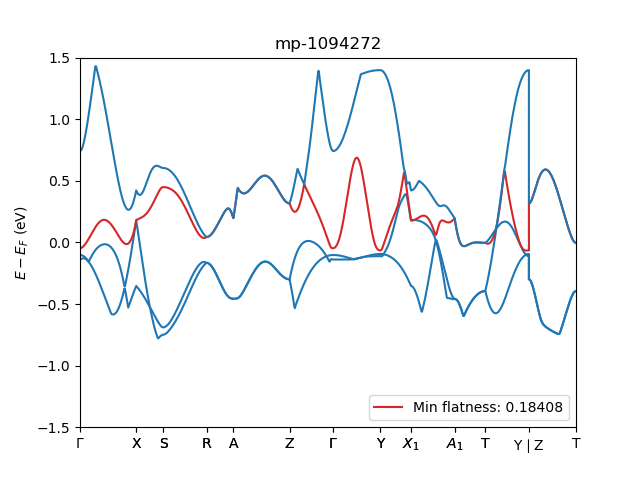 mp-1094272
1.5
1.0
0.5
0.0
−0.5
−1.0
−1.5
E − E_F (eV)
Min flatness: 0.18408
Γ X S R A Z Γ Y X₁ A₁ T Y | Z T